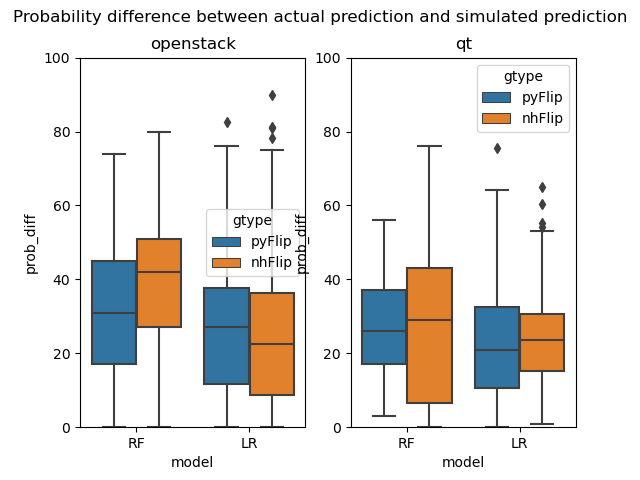 Probability difference between actual prediction and simulated prediction
openstack
prob_diff
100
80
60
40
20
0
gtype
pyFlip
nhFlip
RF
LR
model
qt
prob_diff
100
80
60
40
20
0
gtype
pyFlip
nhFlip
RF
LR
model